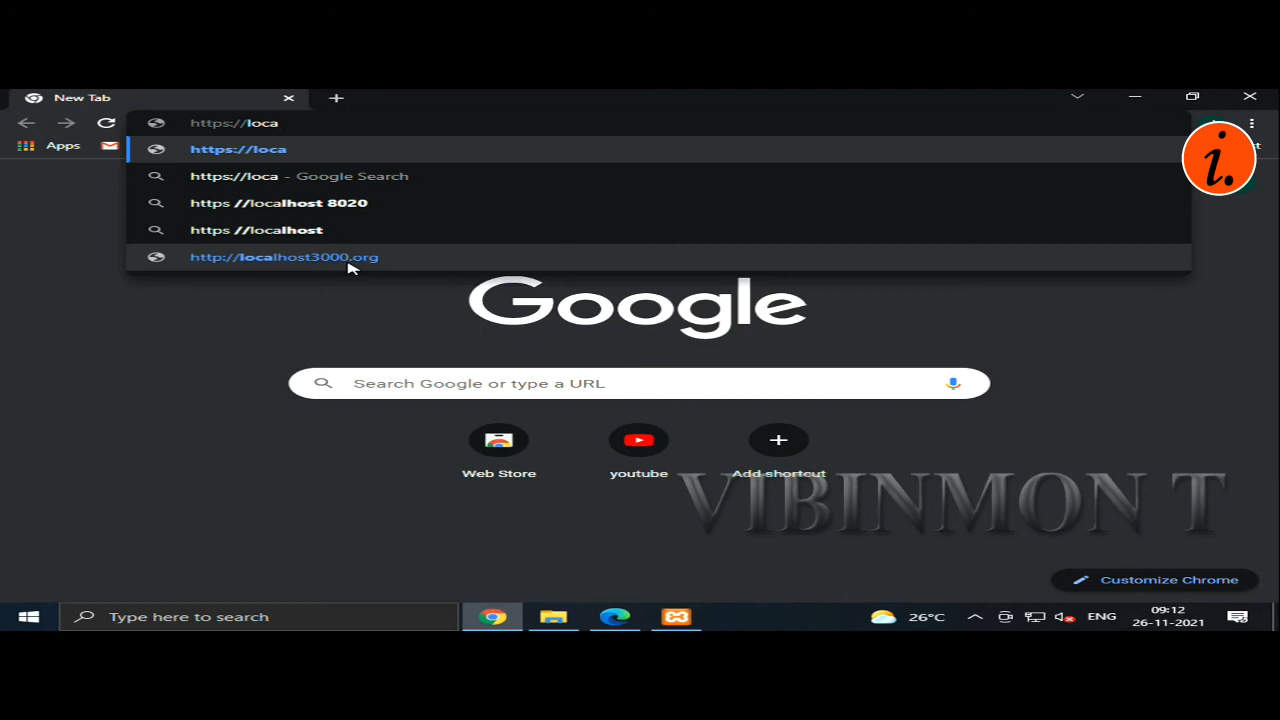 New Tab
https://loca
Apps
https://loca
https://loca - Google Search
https //localhost 8020
https //localhost
http://localhost3000.org
i.
Google
Search Google or type a URL
Web Store
youtube
Add shortcut
VIBINMON T
Customize Chrome
Type here to search
26°C
ENG
09:12
26-11-2021